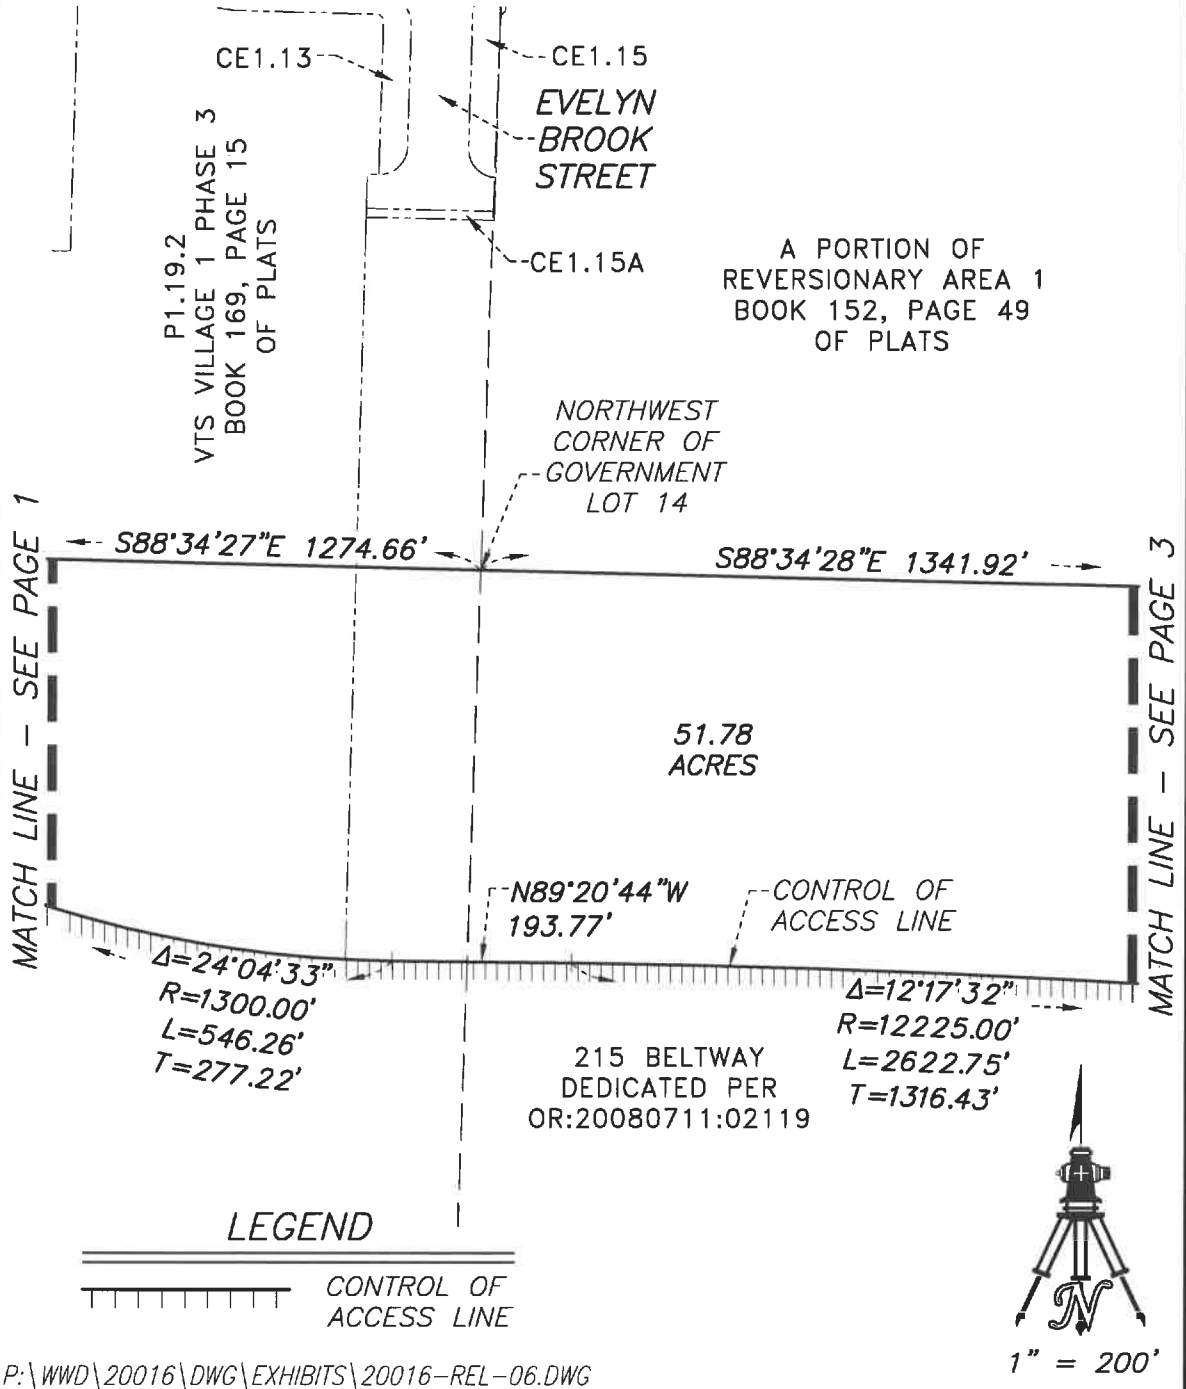 CE1.13
CE1.15
EVELYN
BROOK
STREET
CE1.15A
P1.19.2
VTS VILLAGE 1 PHASE 3
BOOK 169, PAGE 15
OF PLATS
A PORTION OF
REVERSIONARY AREA 1
BOOK 152, PAGE 49
OF PLATS
NORTHWEST
CORNER OF
GOVERNMENT
LOT 14
MATCH LINE - SEE PAGE 1
S88°34'27"E 1274.66'
S88°34'28"E 1341.92'
MATCH LINE - SEE PAGE 3
51.78
ACRES
N89°20'44"W
193.77'
CONTROL OF
ACCESS LINE
Δ=24°04'33"
R=1300.00'
L=546.26'
T=277.22'
Δ=12°17'32"
R=12225.00'
L=2622.75'
T=1316.43'
215 BELTWAY
DEDICATED PER
OR:20080711:02119
LEGEND
CONTROL OF
ACCESS LINE
N
1" = 200'
P:\WWD\20016\DWG\EXHIBITS\20016-REL-06.DWG